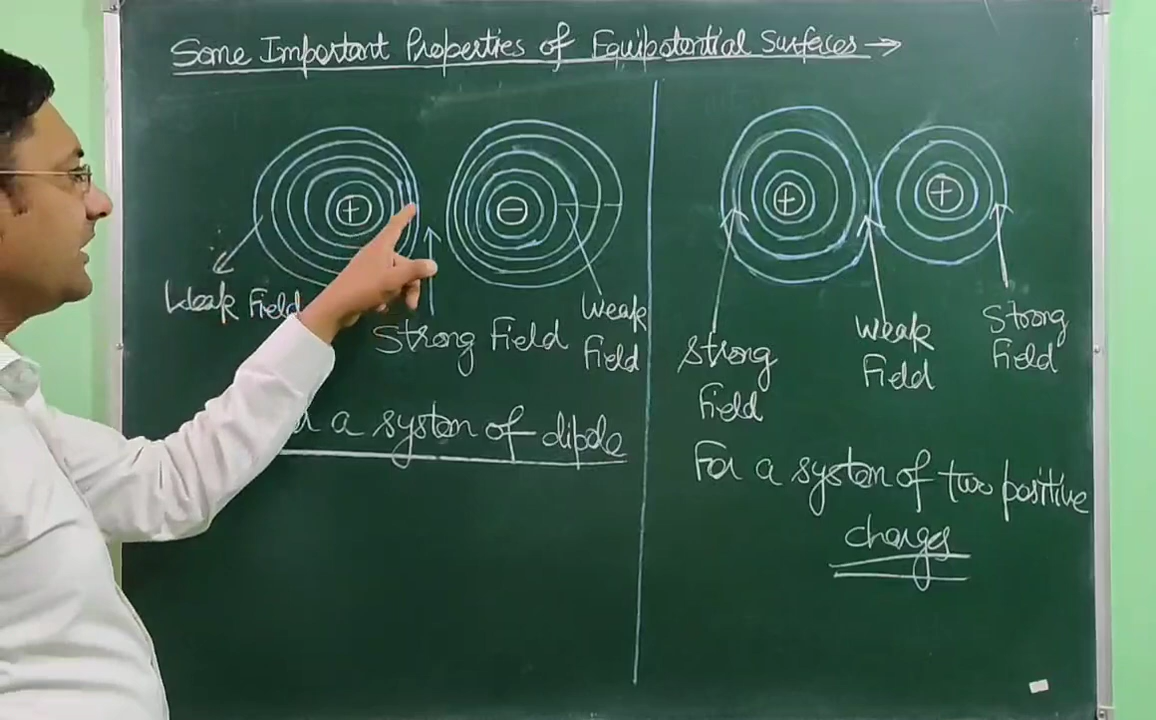 Some Important Properties of Equipotential Surfaces →
+
−
+
+
Weak Field
Strong Field
Weak
Field
Strong
Field
Weak
Field
Strong
Field
a system of dipole
For a system of two positive
charges